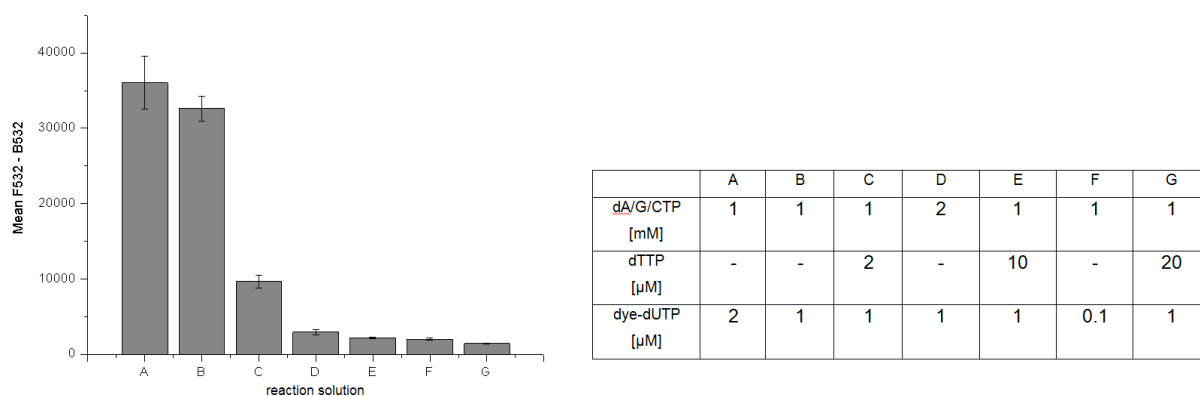 40000
30000
20000
10000
0
Mean F532 - B532
A B C D E F G
reaction solution
A B C D E F G
dA/G/CTP 1 1 1 2 1 1 1
[mM]
dTTP - - 2 - 10 - 20
[µM]
dye-dUTP 2 1 1 1 1 0.1 1
[µM]